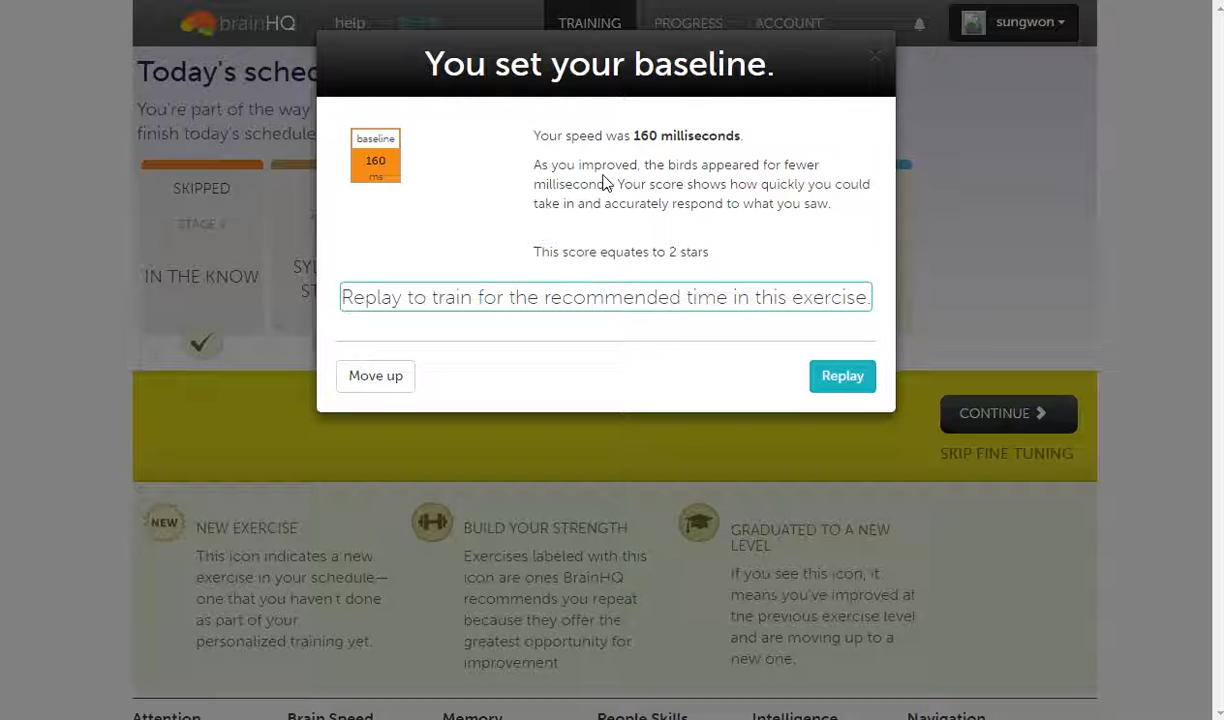 brainHQ help TRAINING PROGRESS ACCOUNT sungwon
You set your baseline.
Today's sched
You're part of the way
finish today's schedule
baseline
160
ms
Your speed was 160 milliseconds.
As you improved, the birds appeared for fewer
milliseconds. Your score shows how quickly you could
take in and accurately respond to what you saw.
This score equates to 2 stars
SKIPPED
STAGE
IN THE KNOW
SYL
ST
Replay to train for the recommended time in this exercise.
Move up
Replay
CONTINUE
SKIP FINE TUNING
NEW
NEW EXERCISE
This icon indicates a new
exercise in your schedule—
one that you haven't done
as part of your
personalized training yet.
BUILD YOUR STRENGTH
Exercises labeled with this
icon are ones BrainHQ
recommends you repeat
because they offer the
greatest opportunity for
improvement
GRADUATED TO A NEW
LEVEL
If you see this icon, it
means you've improved at
the previous exercise level
and are moving up to a
new one.
Attention Brain Speed Memory People Skills Intelligence Navigation